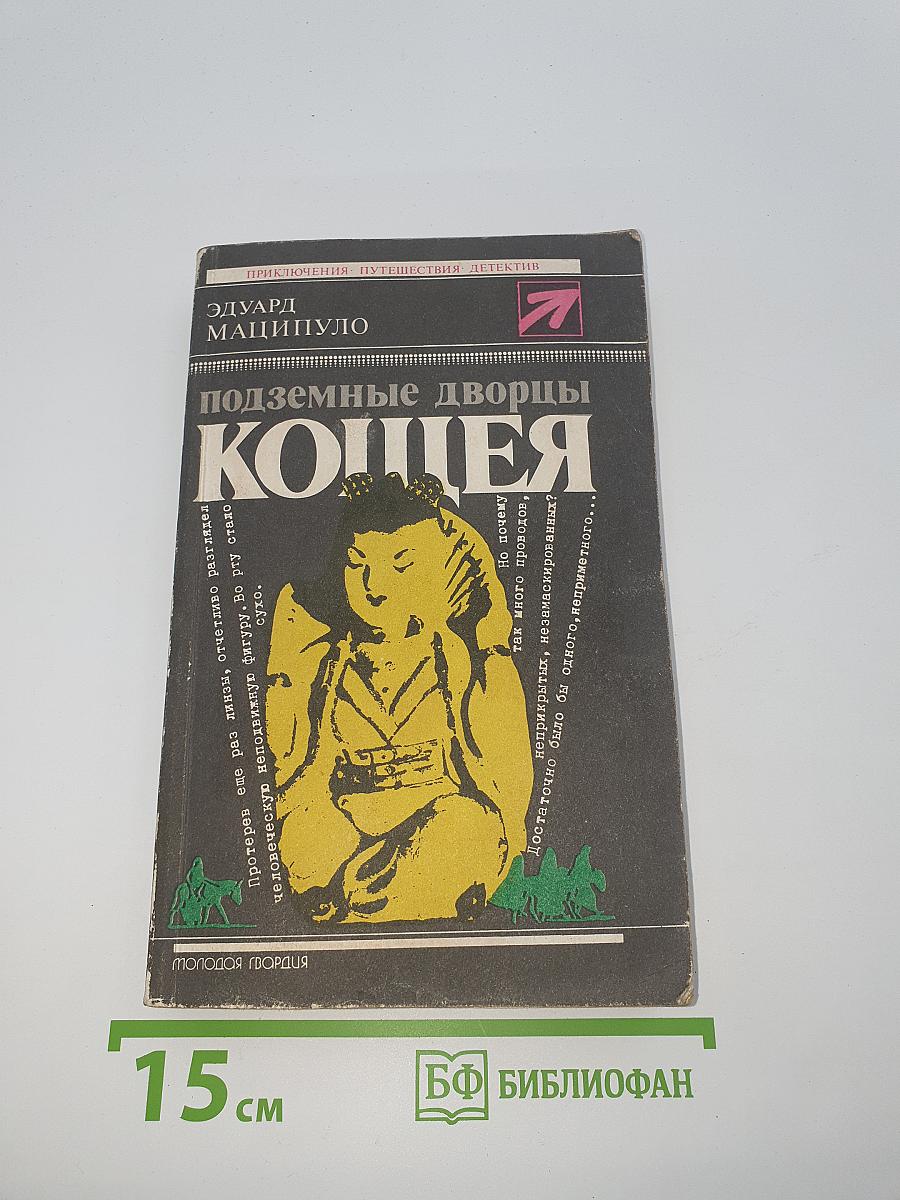 ПРИКЛЮЧЕНИЯ · ПУТЕШЕСТВИЯ · ДЕТЕКТИВ
ЭДУАРД
МАЦИПУЛО
подземные дворцы
КОЩЕЯ
Протерев еще раз линзы, отчетливо разглядел
человеческую неподвижную фигуру. Во рту стало
сухо.
Но почему
так много проводов,
неприкрытых, незамаскированных?
Достаточно было бы одного, неприметного...
МОЛОДАЯ ГВАРДИЯ
15 см
БФ БИБЛИОФАН